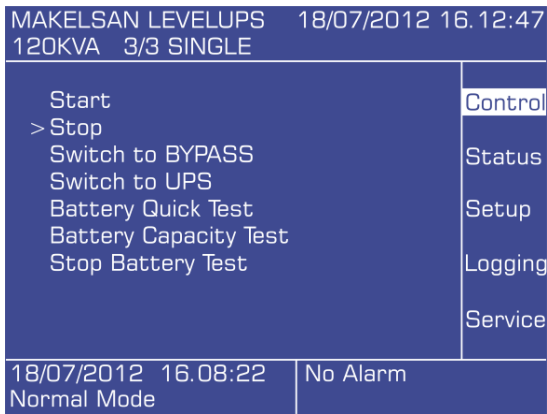 MAKELSAN LEVELUPS 18/07/2012 16.12:47
120KVA 3/3 SINGLE
Start
>Stop
Switch to BYPASS
Switch to UPS
Battery Quick Test
Battery Capacity Test
Stop Battery Test
Control
Status
Setup
Logging
Service
18/07/2012 16.08:22
Normal Mode
No Alarm